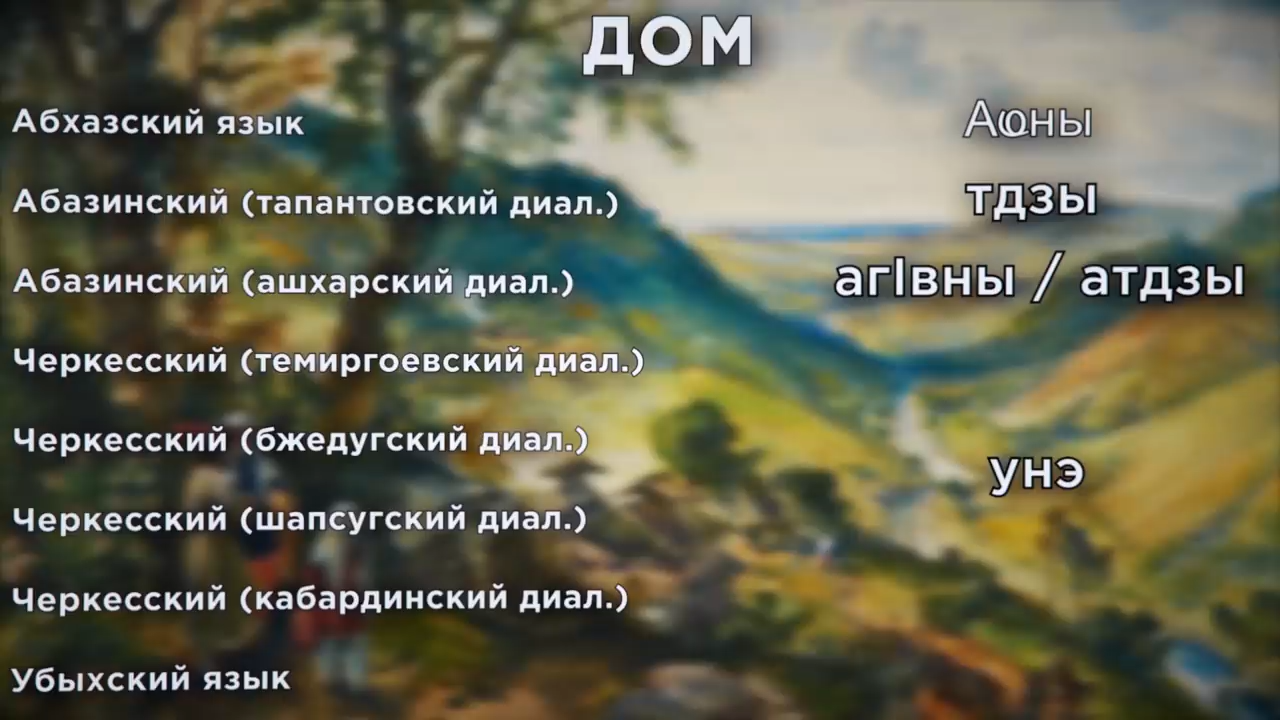 ДОМ
Абхазский язык Аҩны
Абазинский (тапантовский диал.) тдзы
Абазинский (ашхарский диал.) агӀвны / атдзы
Черкесский (темиргоевский диал.)
Черкесский (бжедугский диал.)
унэ
Черкесский (шапсугский диал.)
Черкесский (кабардинский диал.)
Убыхский язык